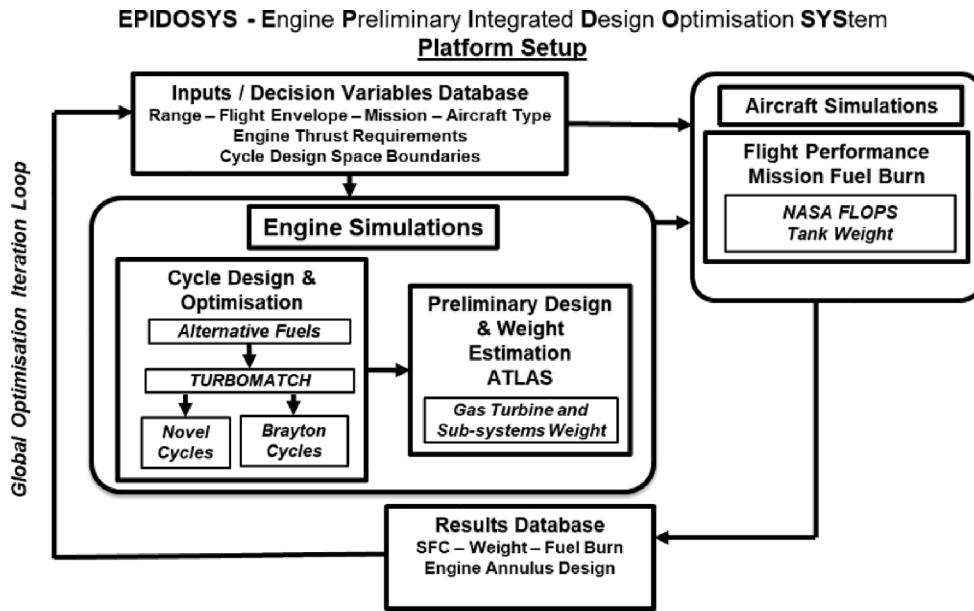 EPIDOSYS - Engine Preliminary Integrated Design Optimisation SYStem
Platform Setup
Inputs / Decision Variables Database
Range – Flight Envelope – Mission – Aircraft Type
Engine Thrust Requirements
Cycle Design Space Boundaries
Aircraft Simulations
Flight Performance
Mission Fuel Burn
NASA FLOPS
Tank Weight
Global Optimisation Iteration Loop
Engine Simulations
Cycle Design &
Optimisation
Alternative Fuels
TURBOMATCH
Novel
Cycles
Brayton
Cycles
Preliminary Design
& Weight
Estimation
ATLAS
Gas Turbine and
Sub-systems Weight
Results Database
SFC – Weight – Fuel Burn
Engine Annulus Design